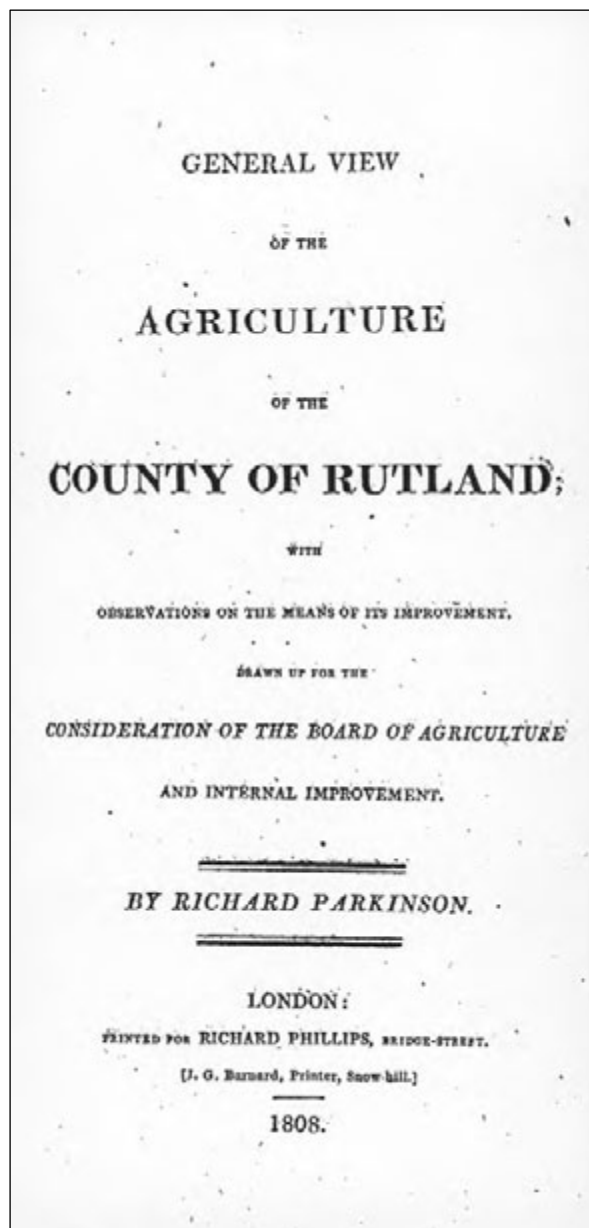 GENERAL VIEW
OF THE
AGRICULTURE
OF THE
COUNTY OF RUTLAND;
WITH
OBSERVATIONS ON THE MEANS OF ITS IMPROVEMENT.
DRAWN UP FOR THE
CONSIDERATION OF THE BOARD OF AGRICULTURE
AND INTERNAL IMPROVEMENT.
BY RICHARD PARKINSON.
LONDON:
PRINTED FOR RICHARD PHILLIPS, BRIDGE-STREET.
[J. G. Barnard, Printer, Snow-hill.]
1808.